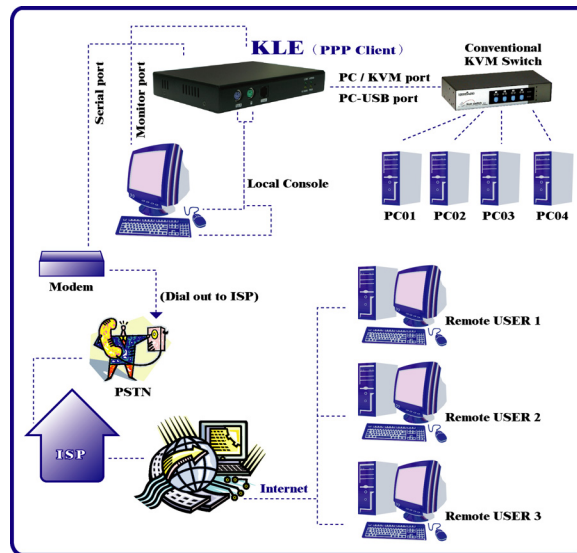 KLE (PPP Client)
Conventional
KVM Switch
Serial port
Monitor port
PC / KVM port
PC-USB port
Local Console
PC01 PC02 PC03 PC04
Modem
(Dial out to ISP)
Remote USER 1
PSTN
Remote USER 2
ISP
Internet
Remote USER 3